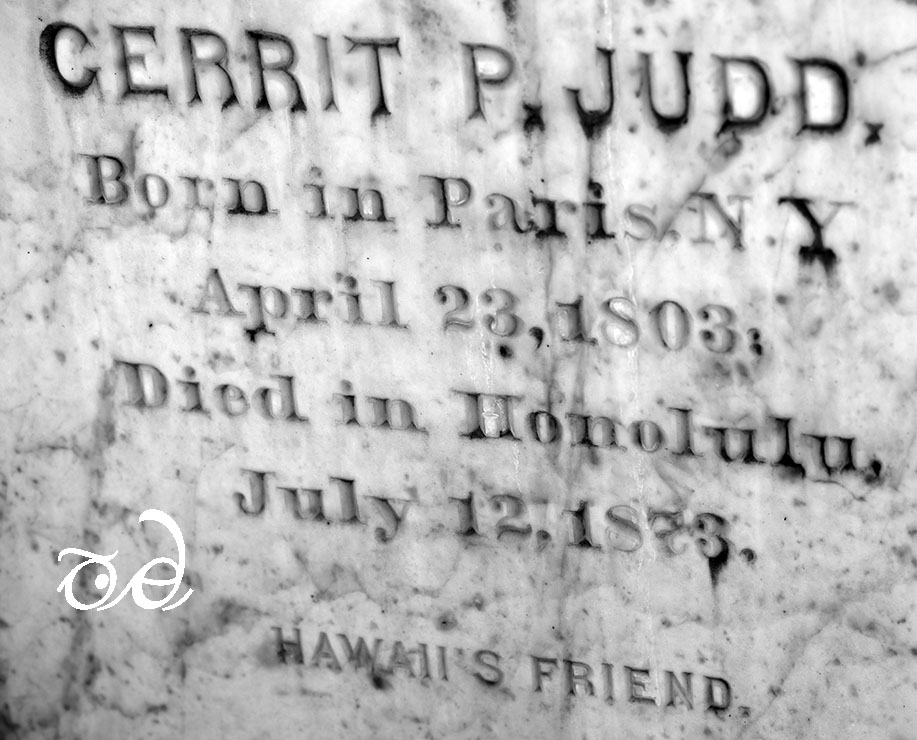 GERRIT P. JUDD.
Born in Paris. N.Y
April 23, 1803;
Died in Honolulu,
July 12, 1873.
HAWAII'S FRIEND.